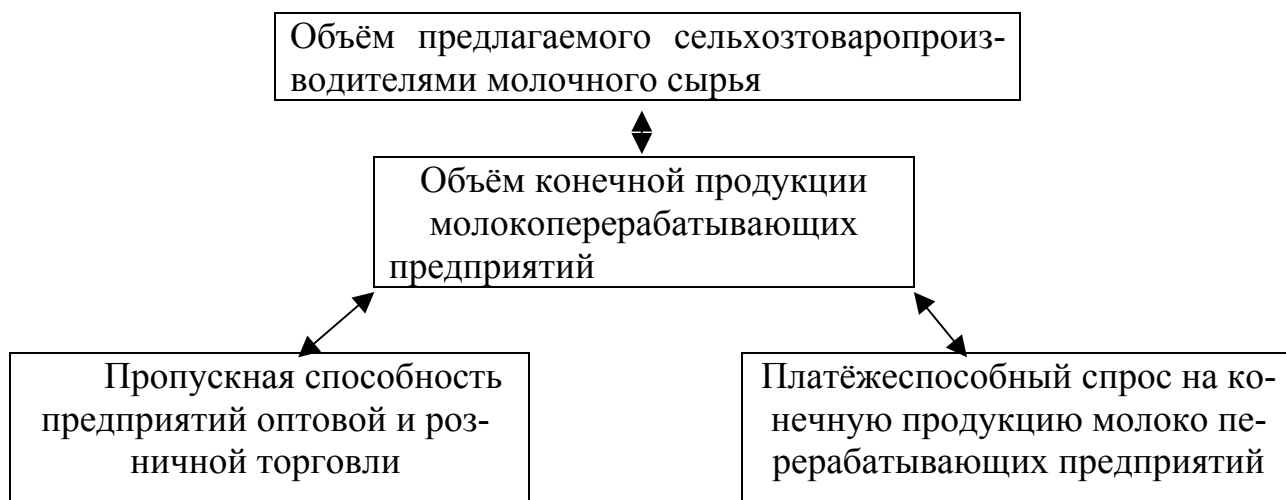 Объём предлагаемого сельхозтоваропроиз-
водителями молочного сырья
Объём конечной продукции
молокоперерабатывающих
предприятий
Пропускная способность
предприятий оптовой и роз-
ничной торговли
Платёжеспособный спрос на ко-
нечную продукцию молоко пе-
рерабатывающих предприятий